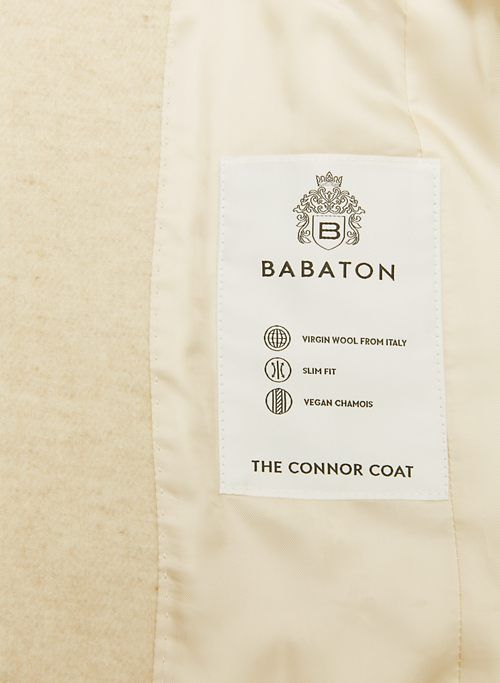 B
BABATON
VIRGIN WOOL FROM ITALY
SLIM FIT
VEGAN CHAMOIS
THE CONNOR COAT